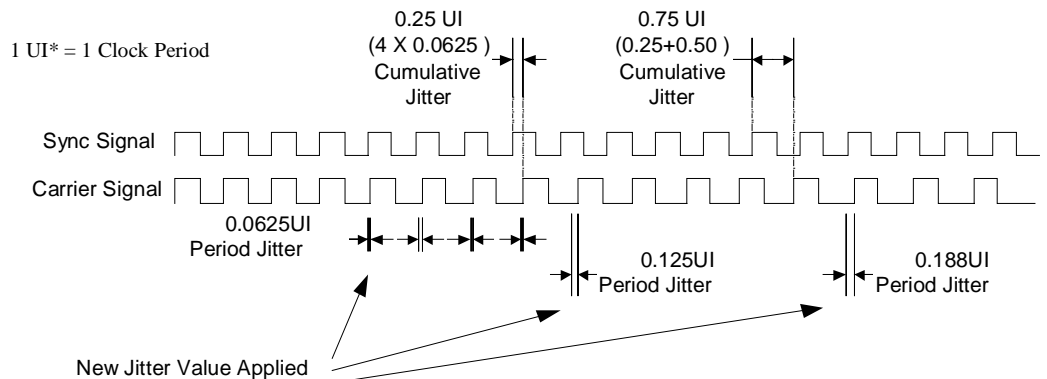 1 UI* = 1 Clock Period
0.25 UI
(4 X 0.0625 )
Cumulative
Jitter
0.75 UI
(0.25+0.50 )
Cumulative
Jitter
Sync Signal
Carrier Signal
0.0625UI
Period Jitter
0.125UI
Period Jitter
0.188UI
Period Jitter
New Jitter Value Applied